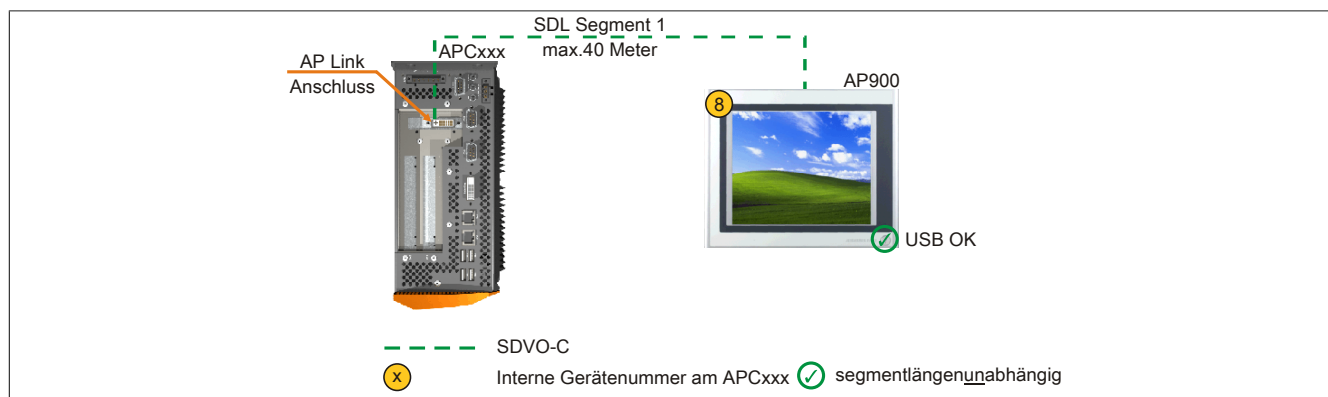 SDL Segment 1
APCxxx
max.40 Meter
AP Link
Anschluss
AP900
8
USB OK
SDVO-C
x
Interne Gerätenummer am APCxxx
segmentlängenunabhängig